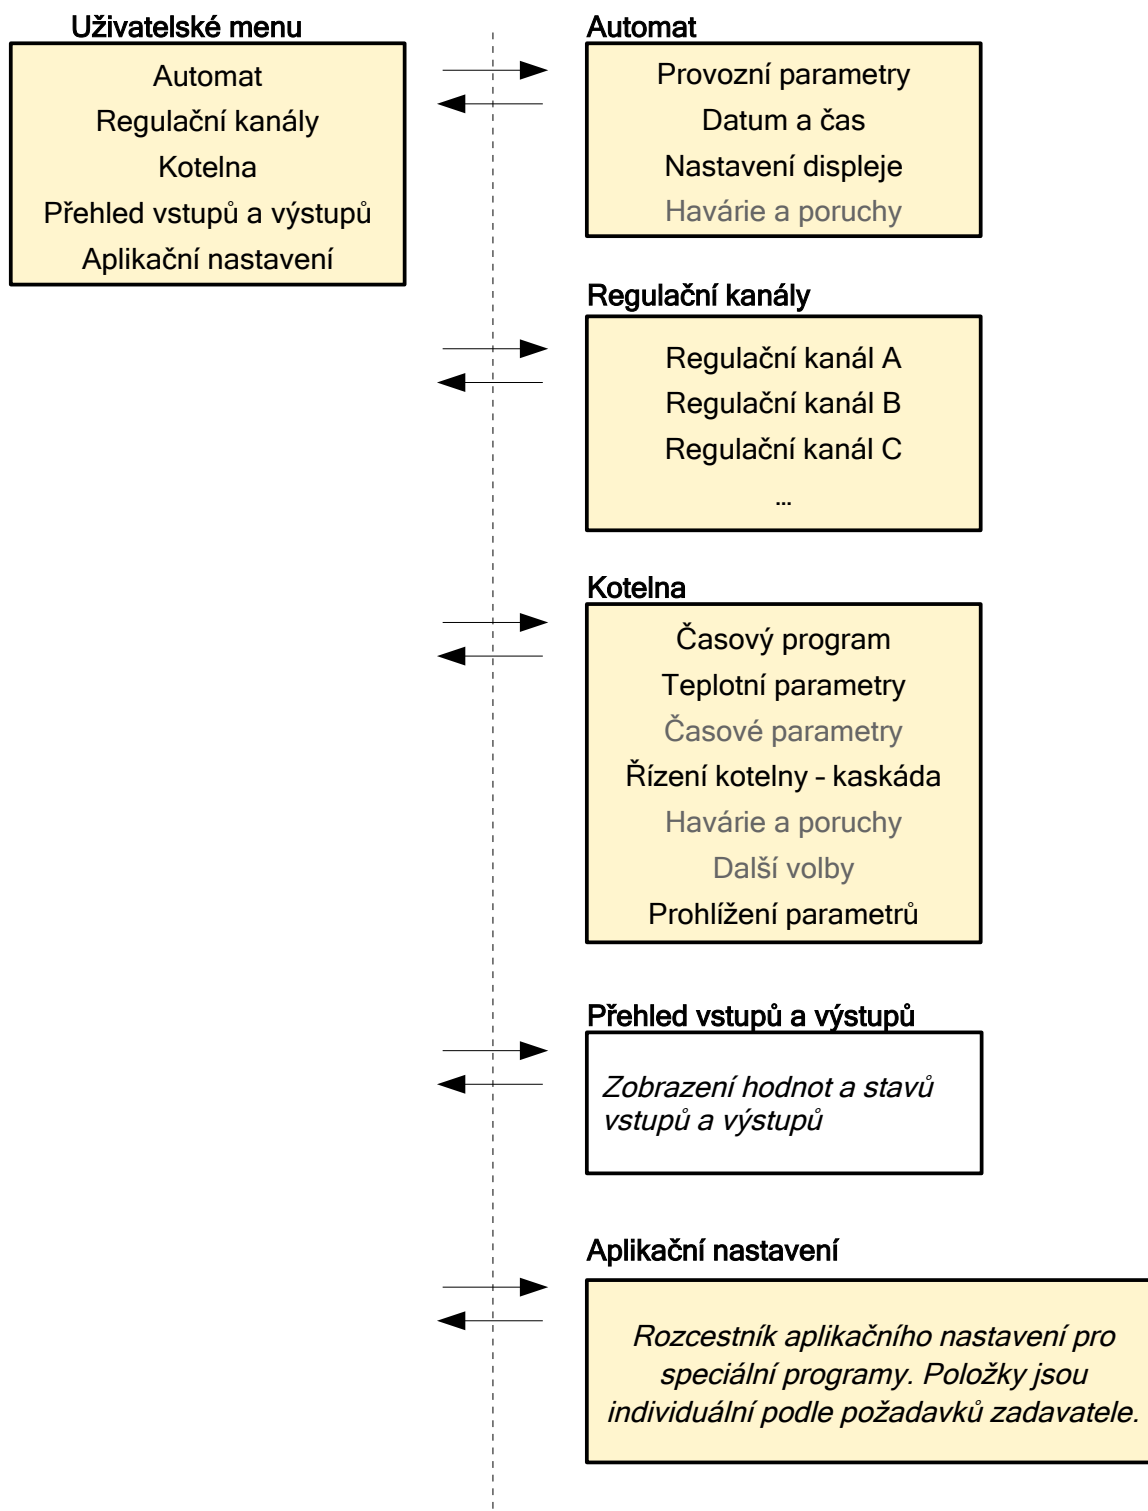 Uživatelské menu
Automat
Regulační kanály
Kotelna
Přehled vstupů a výstupů
Aplikační nastavení
Automat
Provozní parametry
Datum a čas
Nastavení displeje
Havárie a poruchy
Regulační kanály
Regulační kanál A
Regulační kanál B
Regulační kanál C
...
Kotelna
Časový program
Teplotní parametry
Časové parametry
Řízení kotelny - kaskáda
Havárie a poruchy
Další volby
Prohlížení parametrů
Přehled vstupů a výstupů
Zobrazení hodnot a stavů
vstupů a výstupů
Aplikační nastavení
Rozcestník aplikačního nastavení pro
speciální programy. Položky jsou
individuální podle požadavků zadavatele.